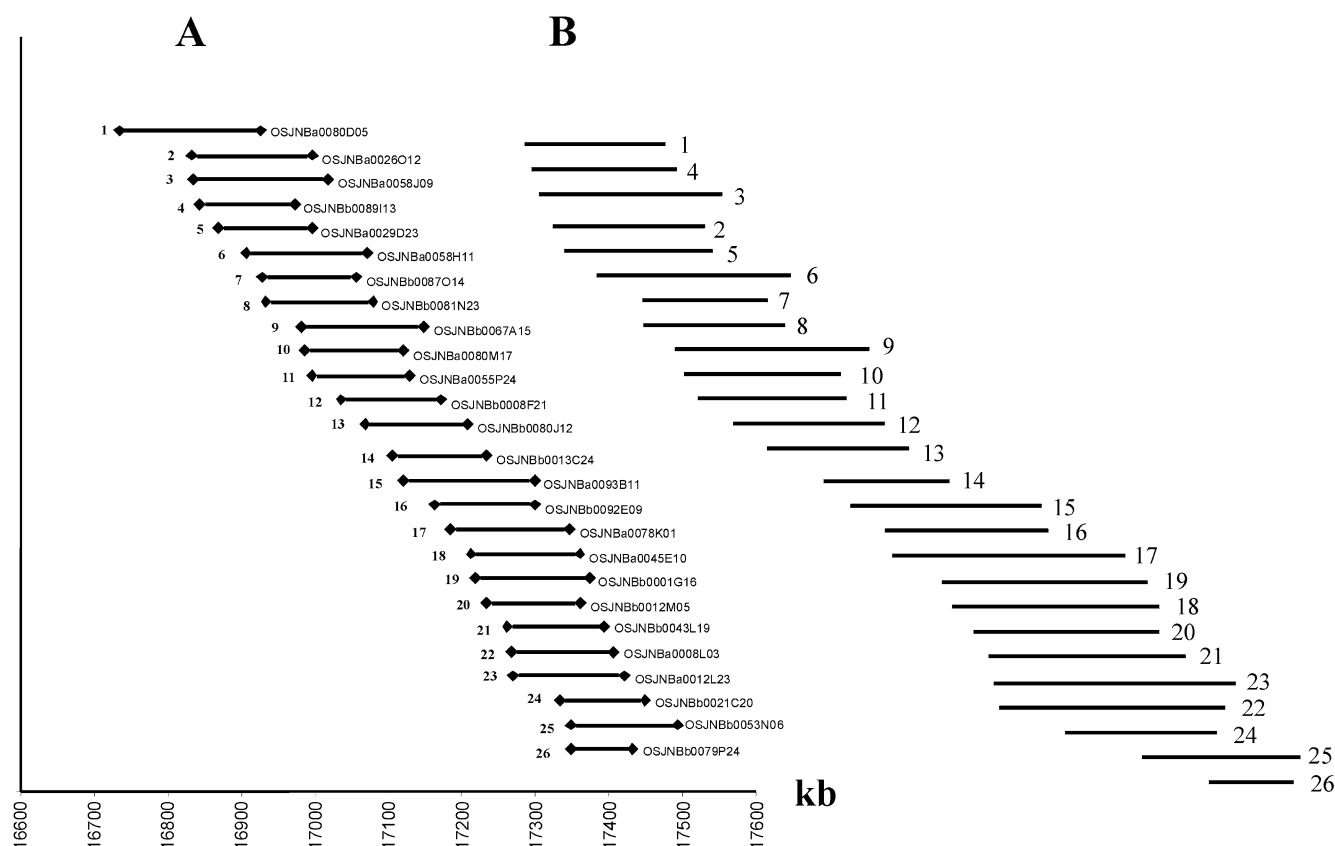 A B
1 OSJNBa0080D05
2 OSJNBa0026O12
3 OSJNBa0058J09
4 OSJNBb0089I13
5 OSJNBa0029D23
6 OSJNBa0058H11
7 OSJNBb0087O14
8 OSJNBb0081N23
9 OSJNBb0067A15
10 OSJNBa0080M17
11 OSJNBa0055P24
12 OSJNBb0008F21
13 OSJNBb0080J12
14 OSJNBb0013C24
15 OSJNBa0093B11
16 OSJNBb0092E09
17 OSJNBa0078K01
18 OSJNBa0045E10
19 OSJNBb0001G16
20 OSJNBb0012M05
21 OSJNBb0043L19
22 OSJNBa0008L03
23 OSJNBa0012L23
24 OSJNBb0021C20
25 OSJNBb0053N06
26 OSJNBb0079P24
1
4
3
2
5
6
7
8
9
10
11
12
13
14
15
16
17
19
18
20
21
23
22
24
25
26
kb
16600 16700 16800 16900 17000 17100 17200 17300 17400 17500 17600